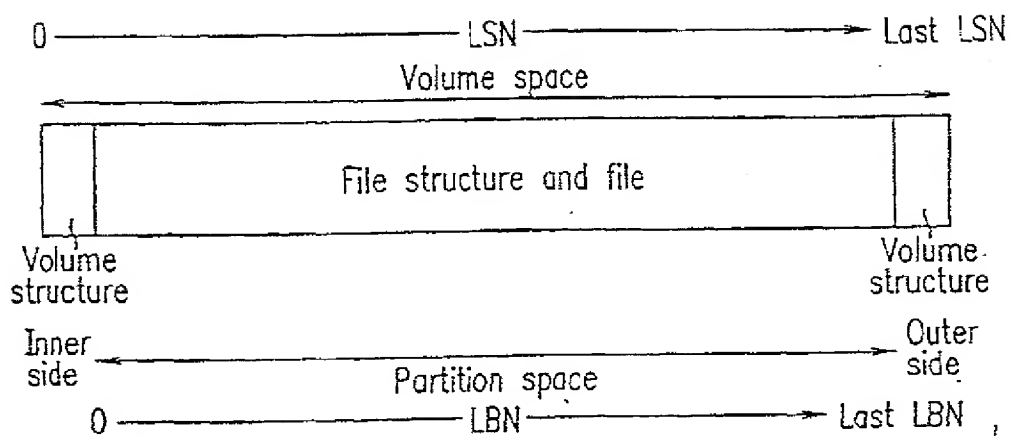 0 LSN Last LSN
Volume space
File structure and file
Volume structure
Volume structure
Inner side
Outer side
Partition space
0 LBN Last LBN